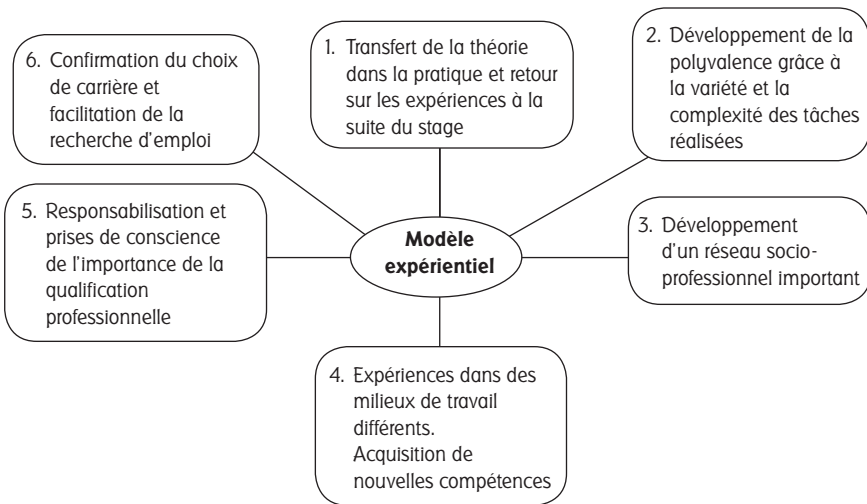 1. Transfert de la théorie
dans la pratique et retour
sur les expériences à la
suite du stage
2. Développement de la
polyvalence grâce à
la variété et la
complexité des tâches
réalisées
3. Développement
d'un réseau socio-
professionnel important
4. Expériences dans des
milieux de travail
différents.
Acquisition de
nouvelles compétences
5. Responsabilisation et
prises de conscience
de l'importance de la
qualification
professionnelle
6. Confirmation du choix
de carrière et
facilitation de la
recherche d'emploi
Modèle
expérientiel